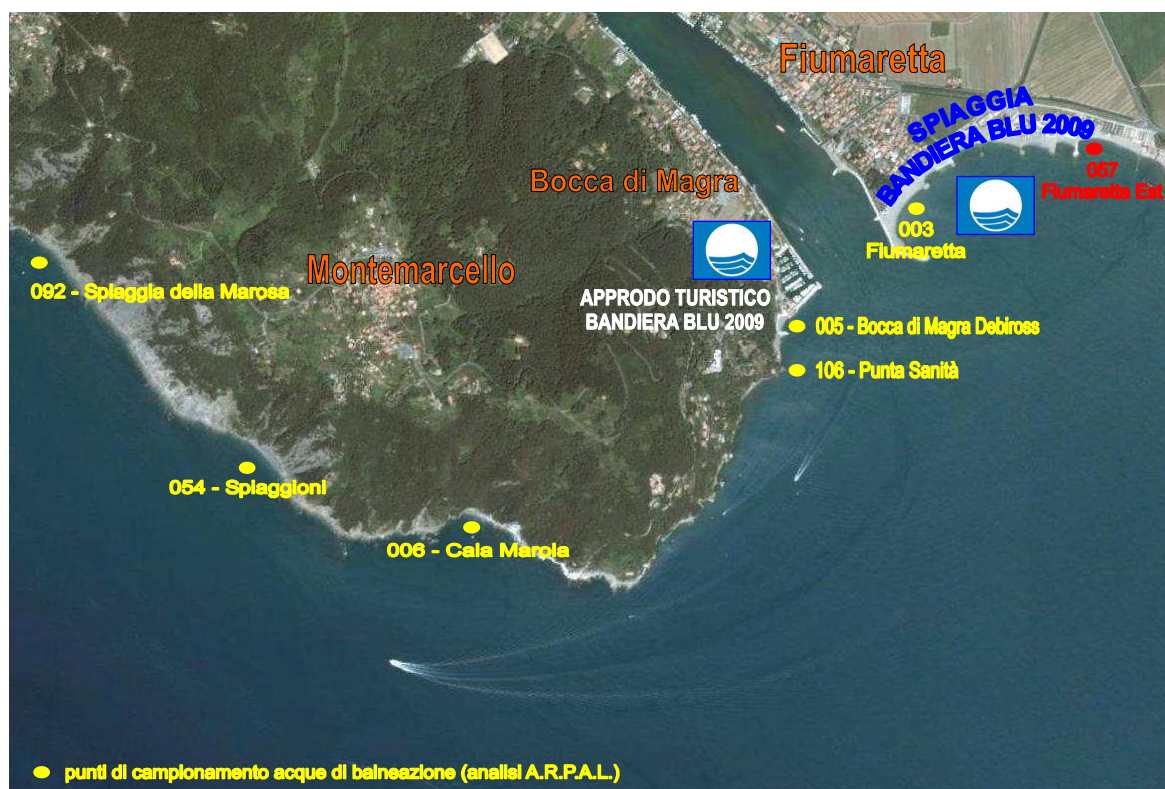 Fiumaretta
SPIAGGIA
BANDIERA BLU 2009
057
Fiumaretta Est
Bocca di Magra
003
Fiumaretta
Montemarcello
092 - Spiaggia della Marosa
APPRODO TURISTICO
BANDIERA BLU 2009
005 - Bocca di Magra Debiross
106 - Punta Sanità
054 - Spiaggioni
006 - Cala Marola
punti di campionamento acque di balneazione (analisi A.R.P.A.L.)